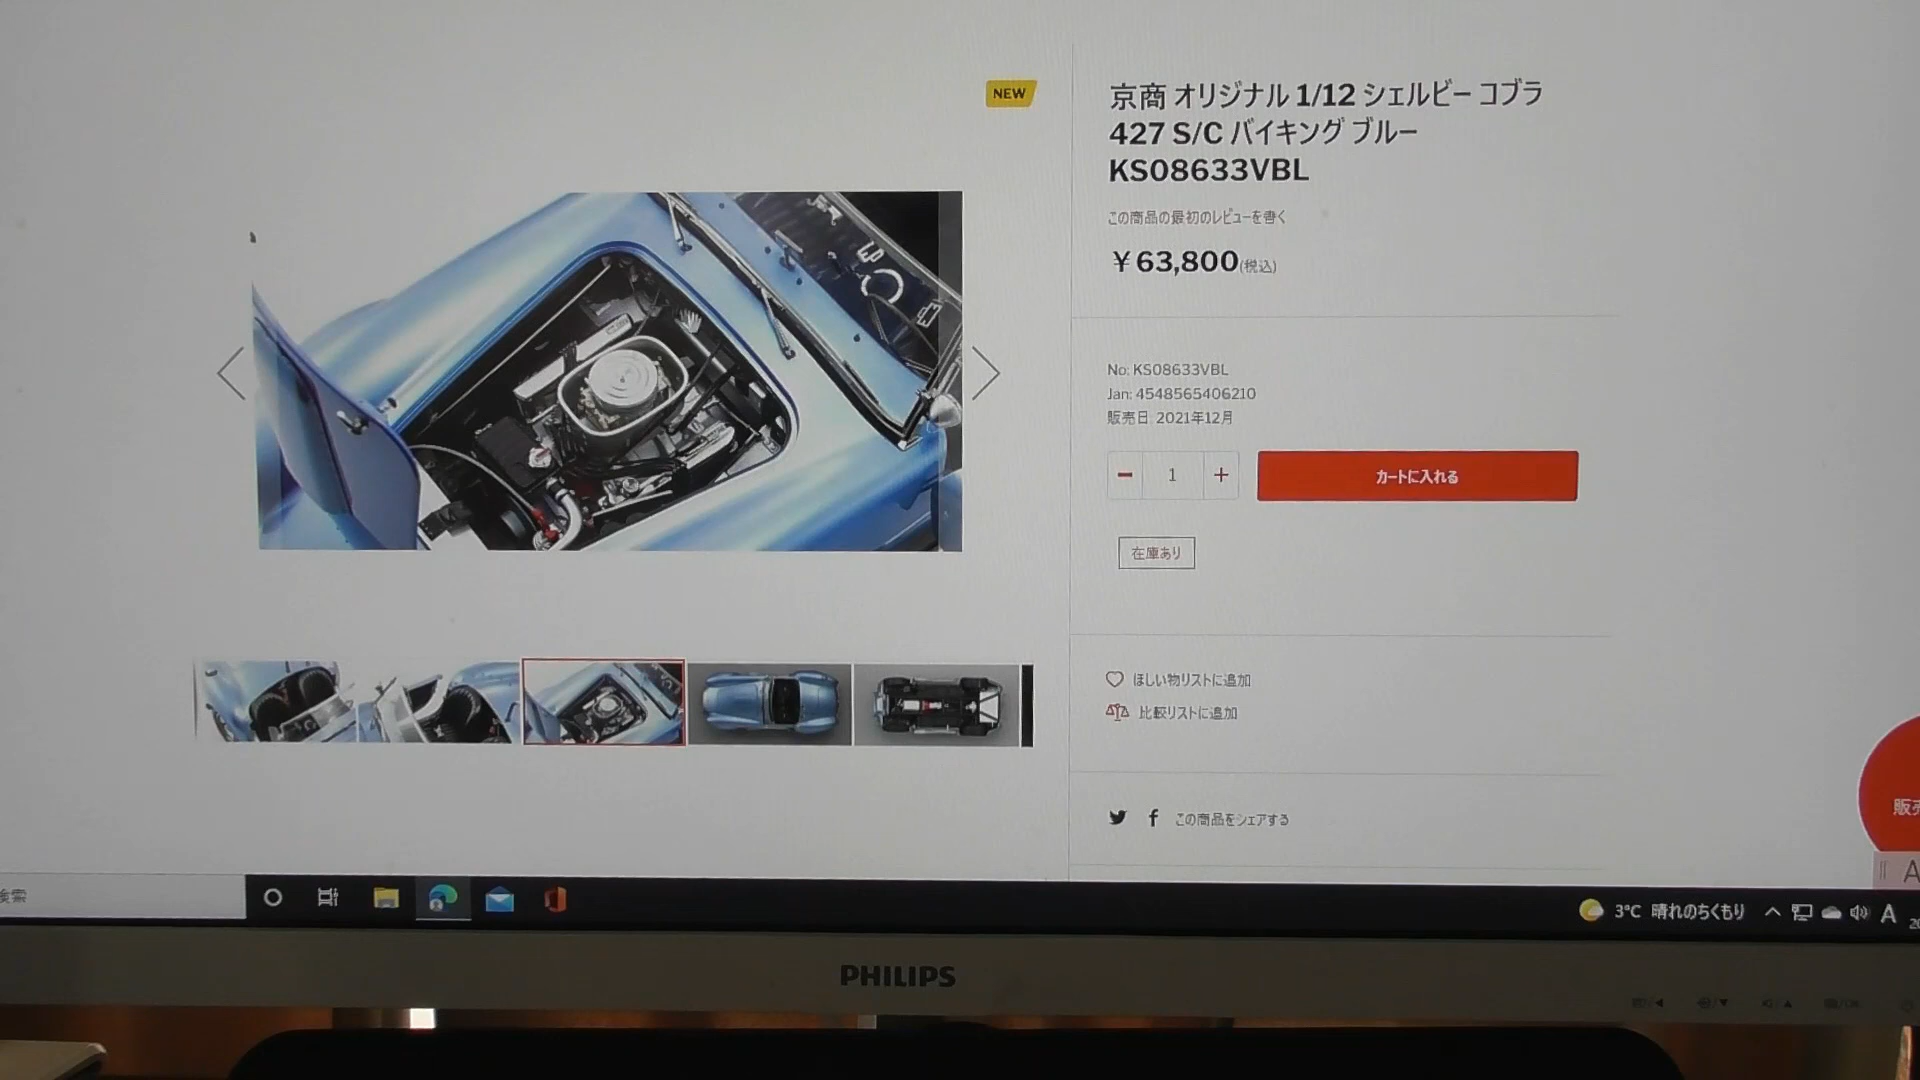 NEW
京商 オリジナル 1/12 シェルビー コブラ
427 S/C バイキング ブルー
KS08633VBL
この商品の最初のレビューを書く
￥63,800(税込)
No: KS08633VBL
Jan: 4548565406210
販売日: 2021年12月
1
カートに入れる
在庫あり
ほしい物リストに追加
比較リストに追加
この商品をシェアする
販売
A
検索
3°C 晴れのちくもり
A
20
PHILIPS